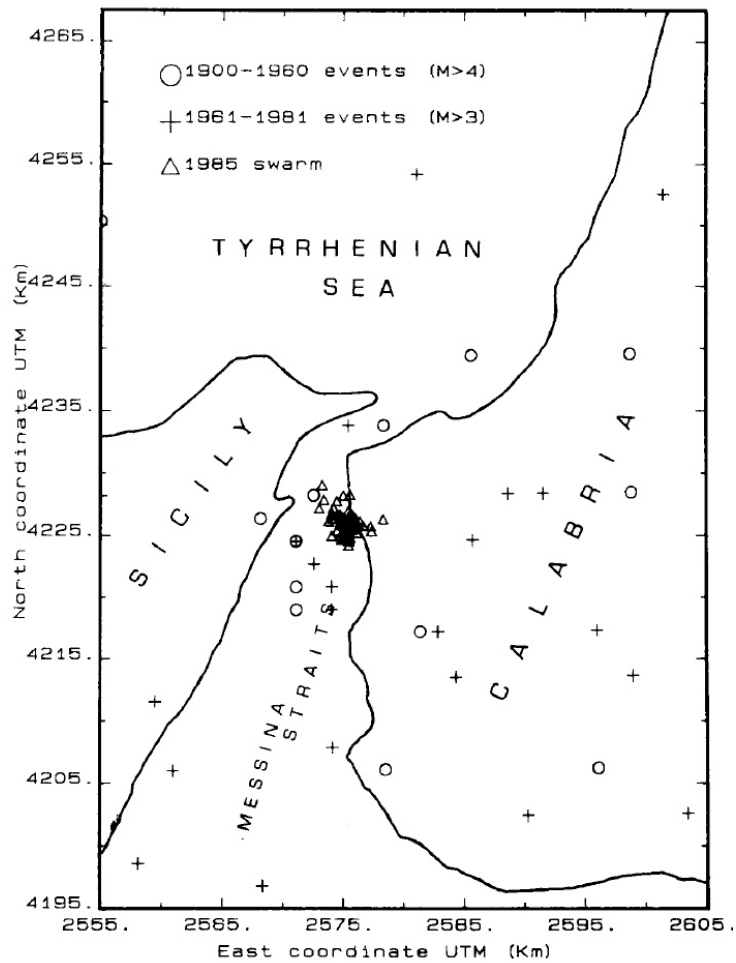 4265.
4255.
4245.
4235.
4225.
4215.
4205.
4195.
North coordinate UTM (Km)
1900-1960 events (M>4)
1961-1981 events (M>3)
1985 swarm
TYRRHENIAN
SEA
SICILY
CALABRIA
MESSINA
STRAITS
2555. 2565. 2575. 2585. 2595. 2605.
East coordinate UTM (Km)